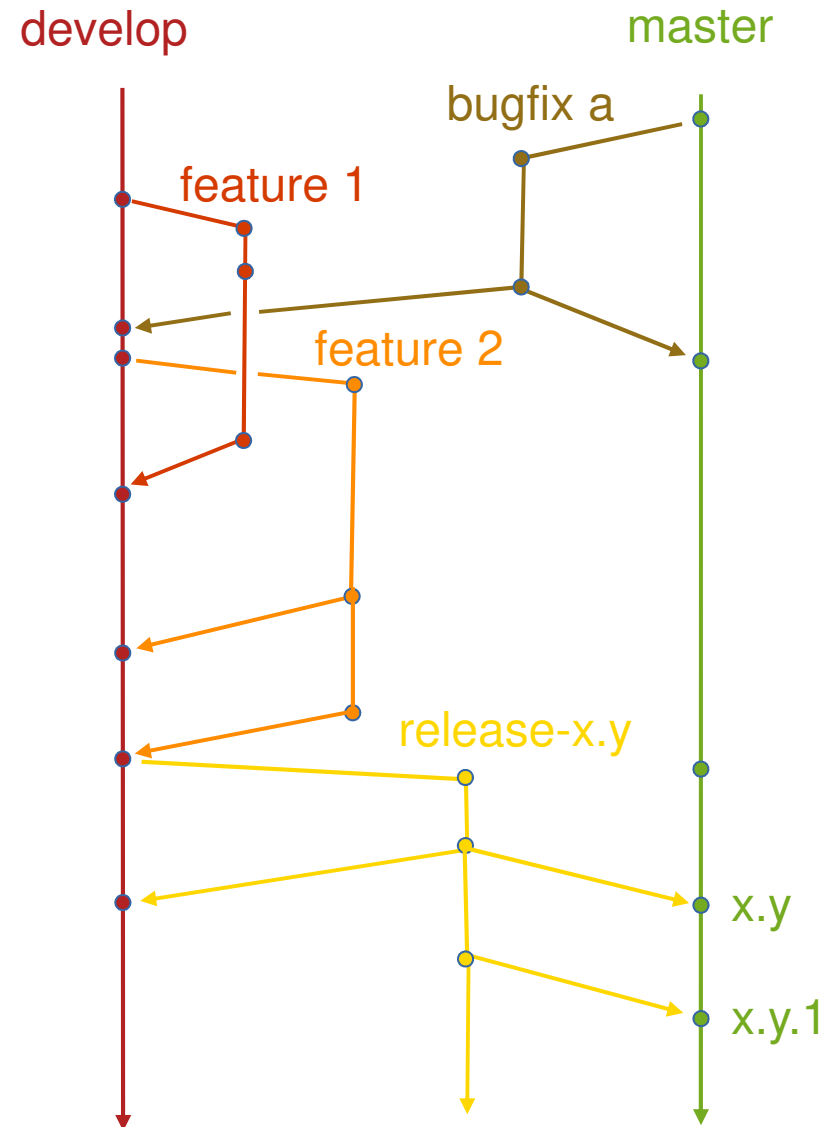 develop
master
bugfix a
feature 1
feature 2
release-x.y
x.y
x.y.1